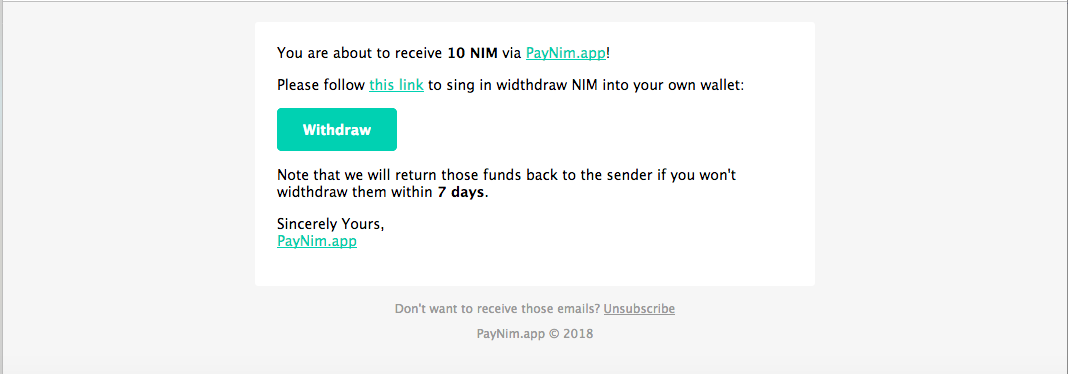 You are about to receive 10 NIM via PayNim.app!
Please follow this link to sing in widthdraw NIM into your own wallet:
Withdraw
Note that we will return those funds back to the sender if you won't
widthdraw them within 7 days.
Sincerely Yours,
PayNim.app
Don't want to receive those emails? Unsubscribe
PayNim.app © 2018